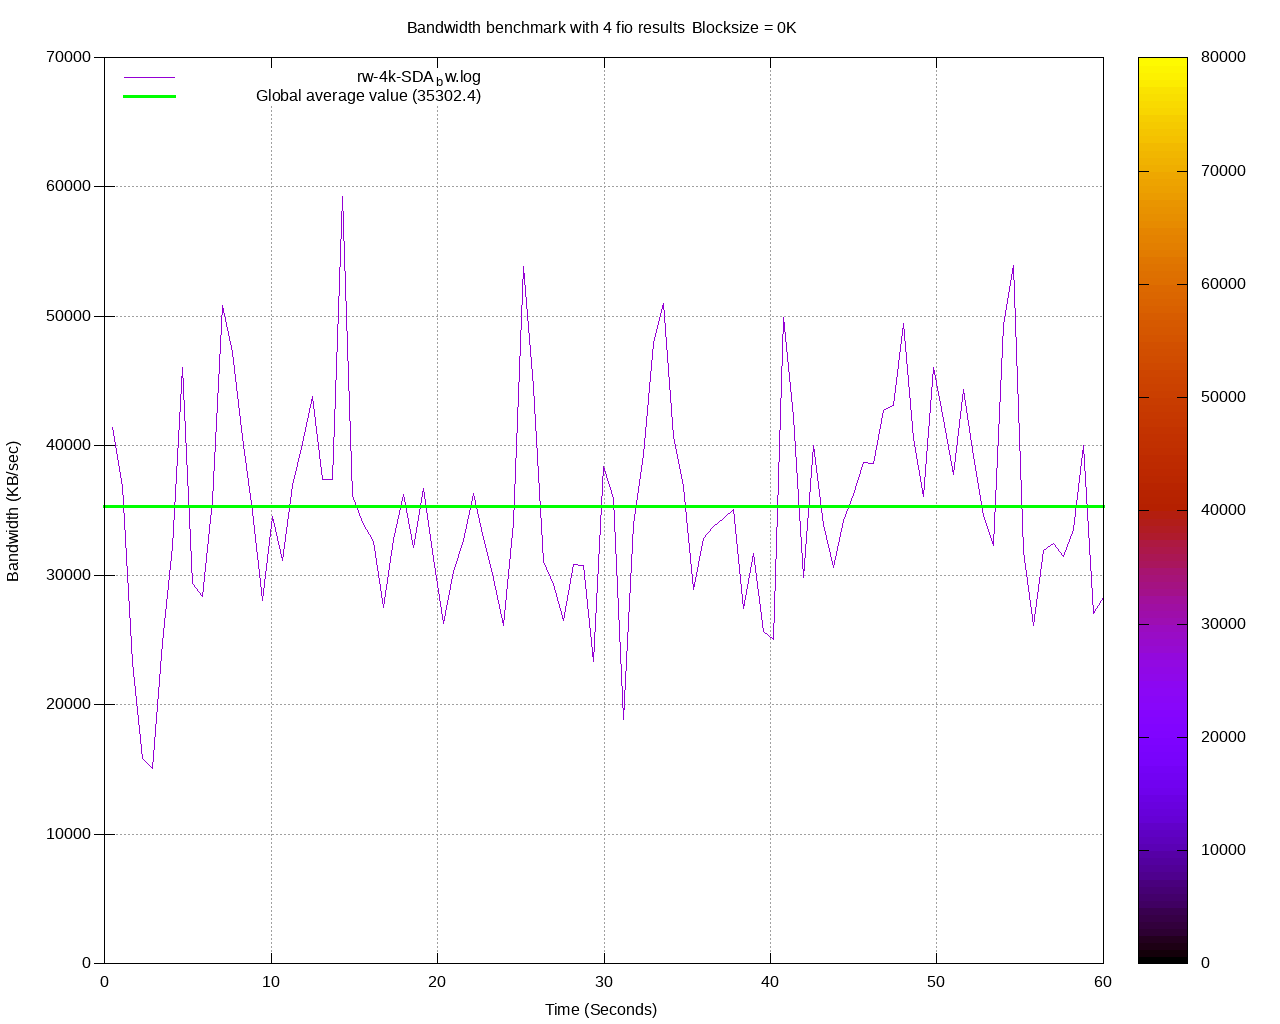 Bandwidth benchmark with 4 fio results Blocksize = 0K
rw-4k-SDAbw.log
Global average value (35302.4)
70000
60000
50000
40000
30000
20000
10000
0
Bandwidth (KB/sec)
0 10 20 30 40 50 60
Time (Seconds)
80000
70000
60000
50000
40000
30000
20000
10000
0